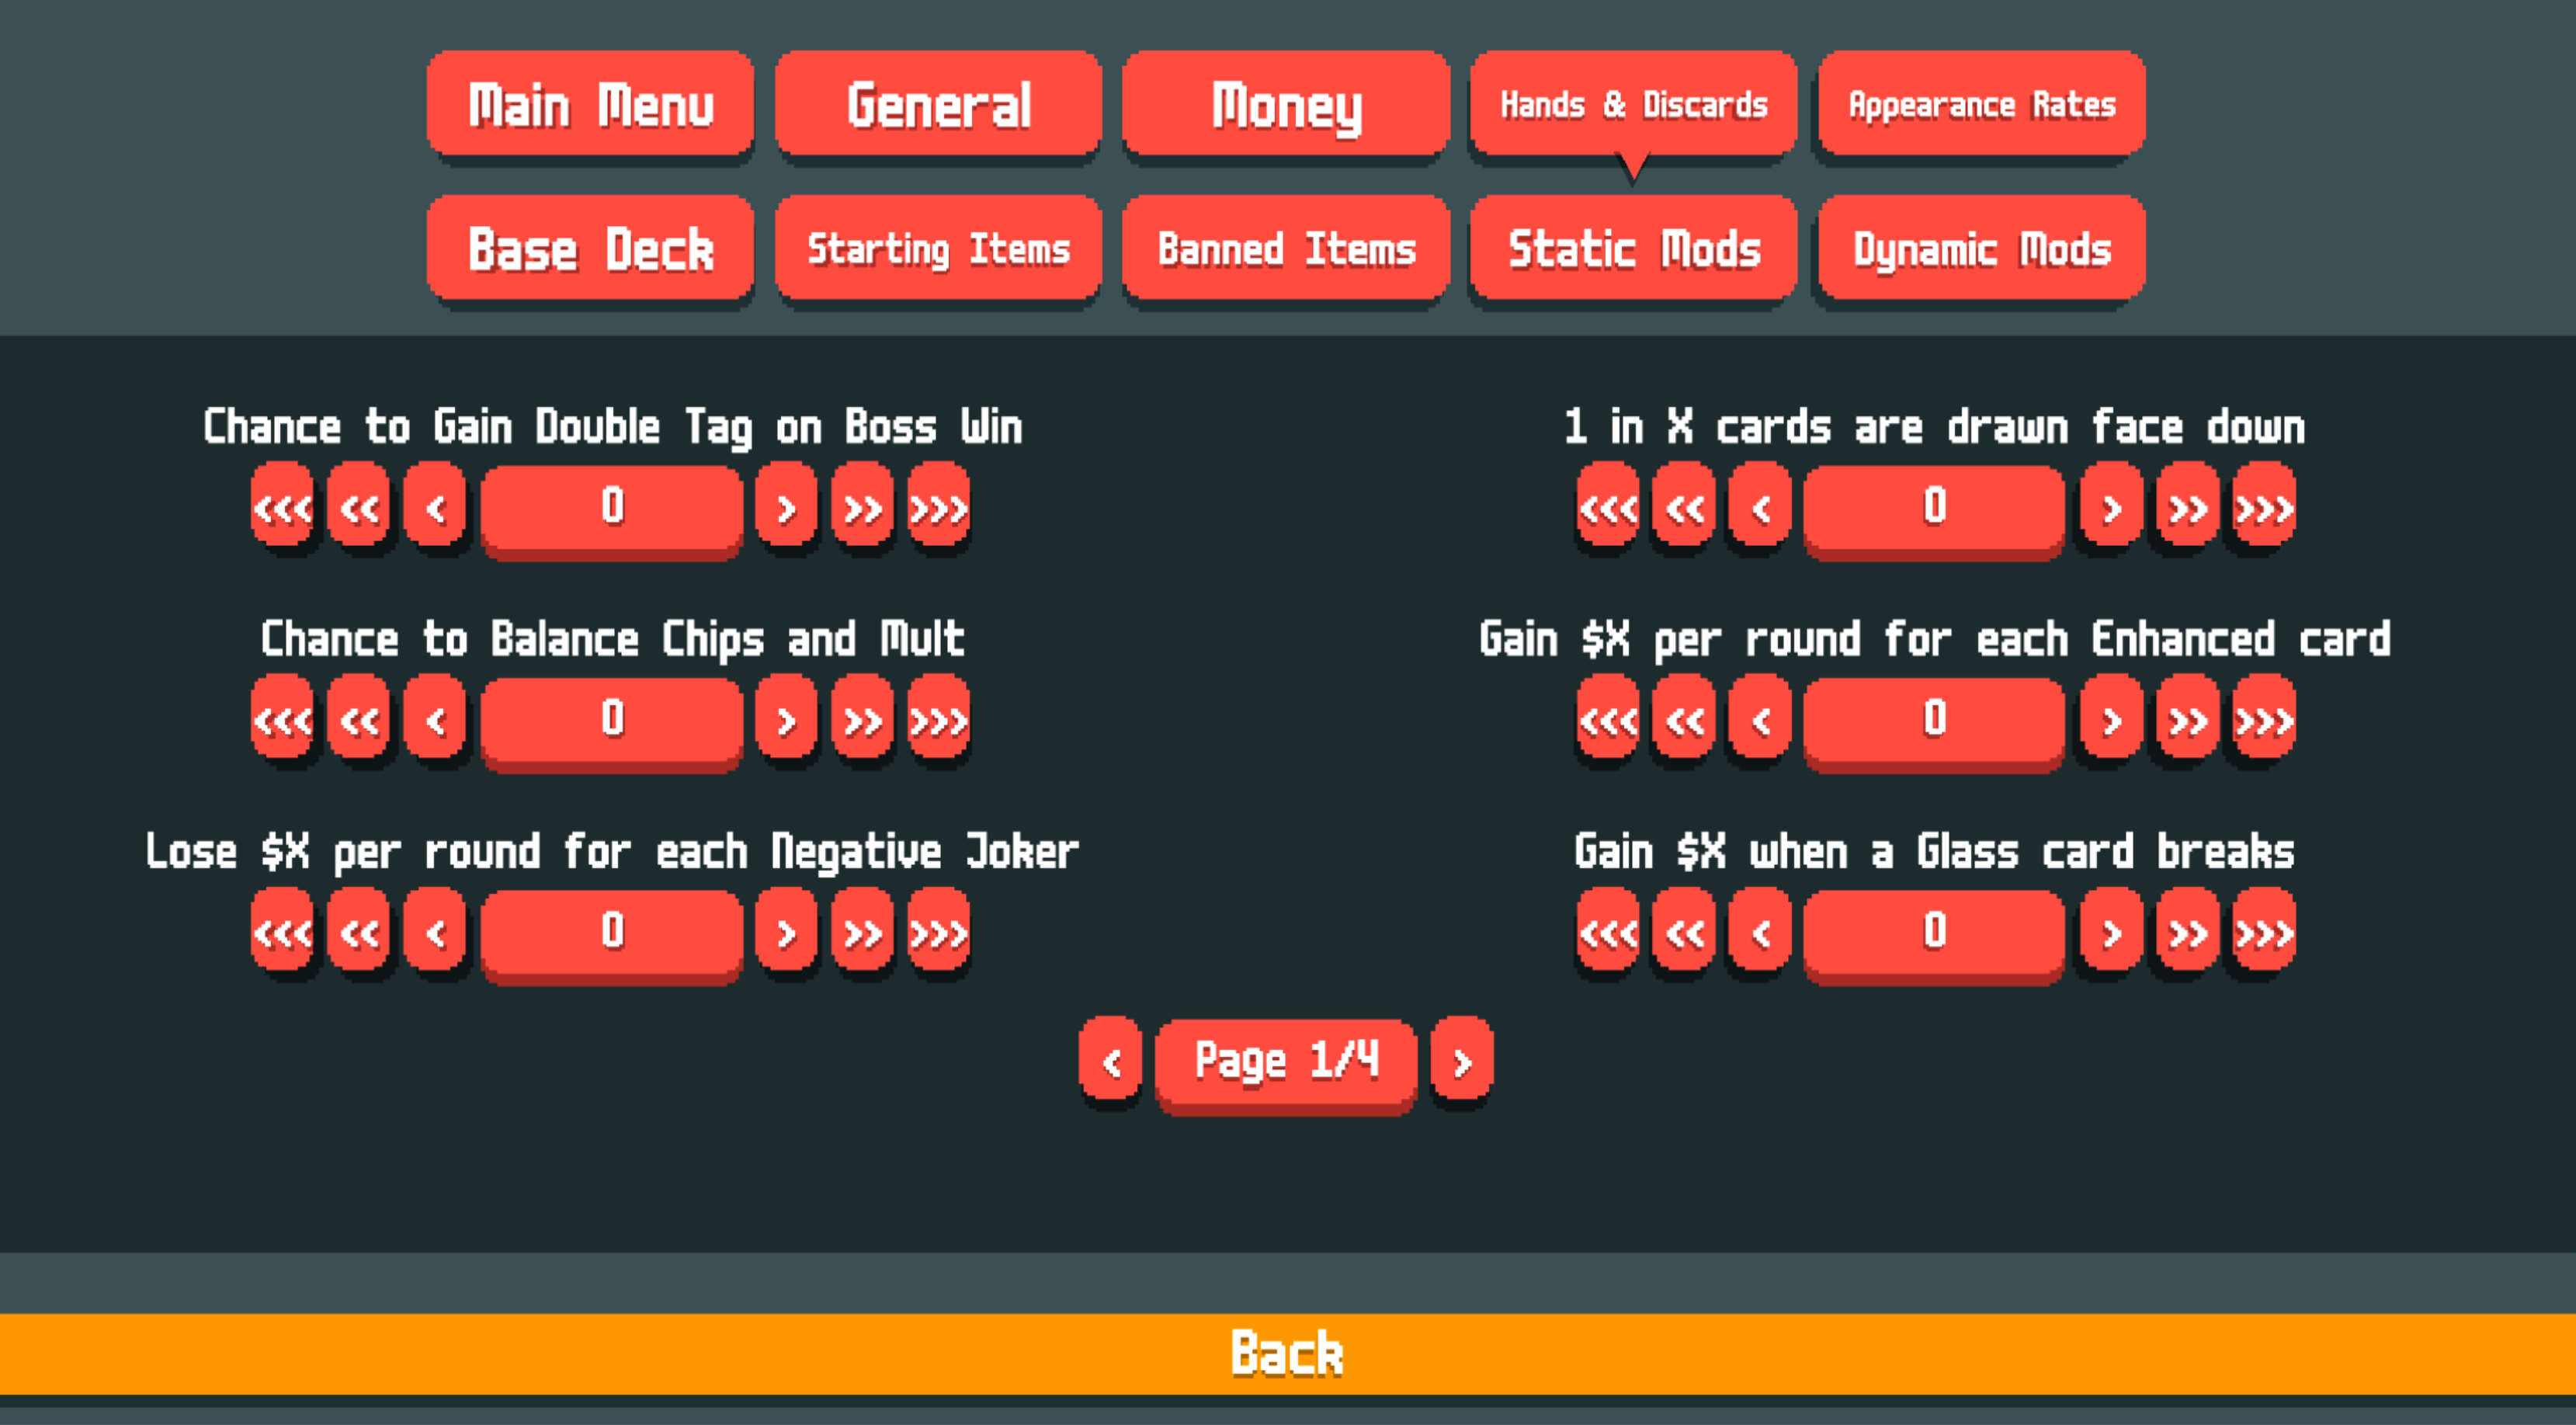 Main Menu General Money Hands & Discards Appearance Rates
Base Deck Starting Items Banned Items Static Mods Dynamic Mods
Chance to Gain Double Tag on Boss Win
<<< << < 0 > >> >>>
1 in X cards are drawn face down
<<< << < 0 > >> >>>
Chance to Balance Chips and Mult
<<< << < 0 > >> >>>
Gain $X per round for each Enhanced card
<<< << < 0 > >> >>>
Lose $X per round for each Negative Joker
<<< << < 0 > >> >>>
Gain $X when a Glass card breaks
<<< << < 0 > >> >>>
< Page 1/4 >
Back